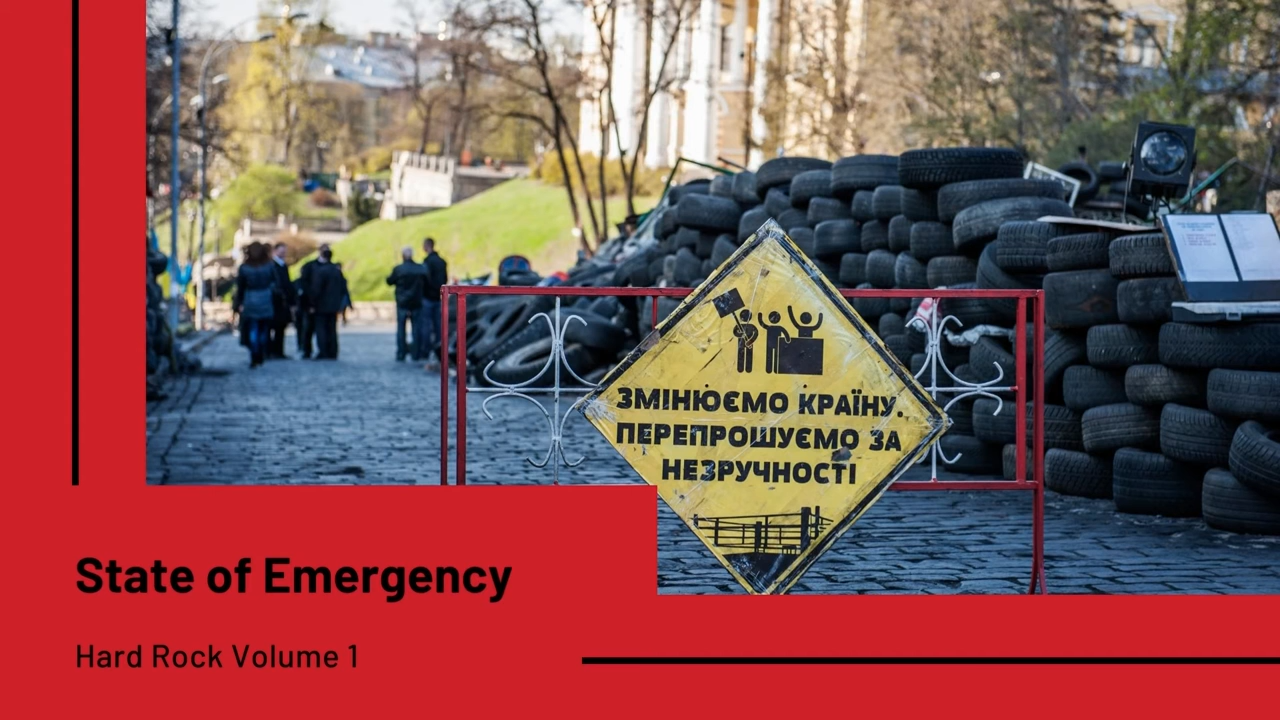 ЗМІНЮЄМО КРАЇНУ.
ПЕРЕПРОШУЄМО ЗА
НЕЗРУЧНОСТІ
State of Emergency
Hard Rock Volume 1